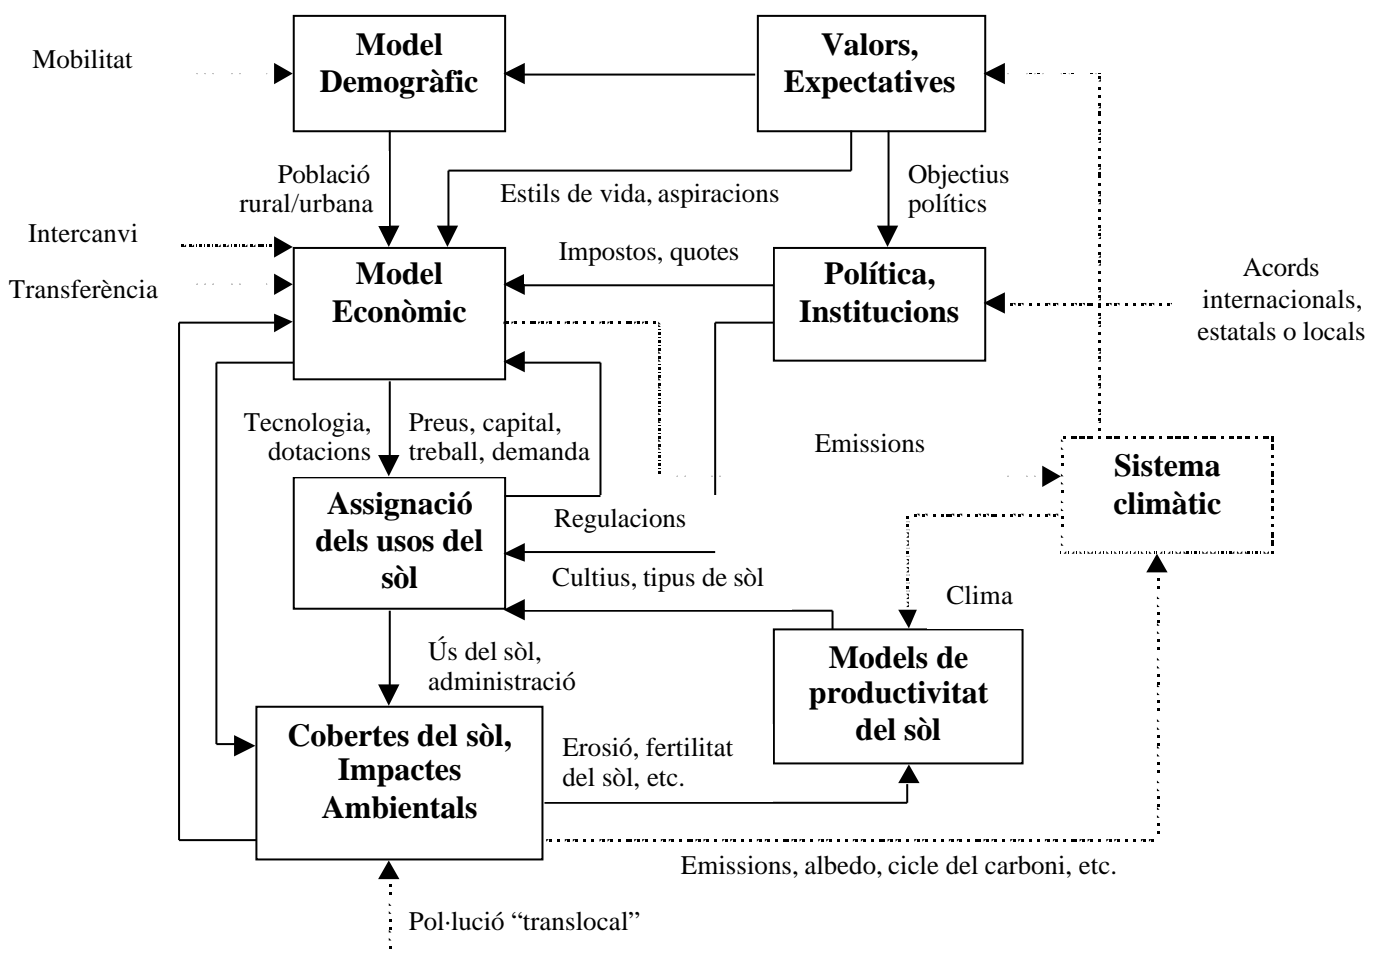 Mobilitat
Model
Demogràfic
Valors,
Expectatives
Població
rural/urbana
Estils de vida, aspiracions
Objectius
polítics
Intercanvi
Transferència
Model
Econòmic
Impostos, quotes
Política,
Institucions
Acords
internacionals,
estatals o locals
Tecnologia,
dotacions
Preus, capital,
treball, demanda
Emissions
Sistema
climàtic
Assignació
dels usos del
sòl
Regulacions
Cultius, tipus de sòl
Clima
Ús del sòl,
administració
Models de
productivitat
del sòl
Cobertes del sòl,
Impactes
Ambientals
Erosió, fertilitat
del sòl, etc.
Emissions, albedo, cicle del carboni, etc.
Pol·lució “translocal”